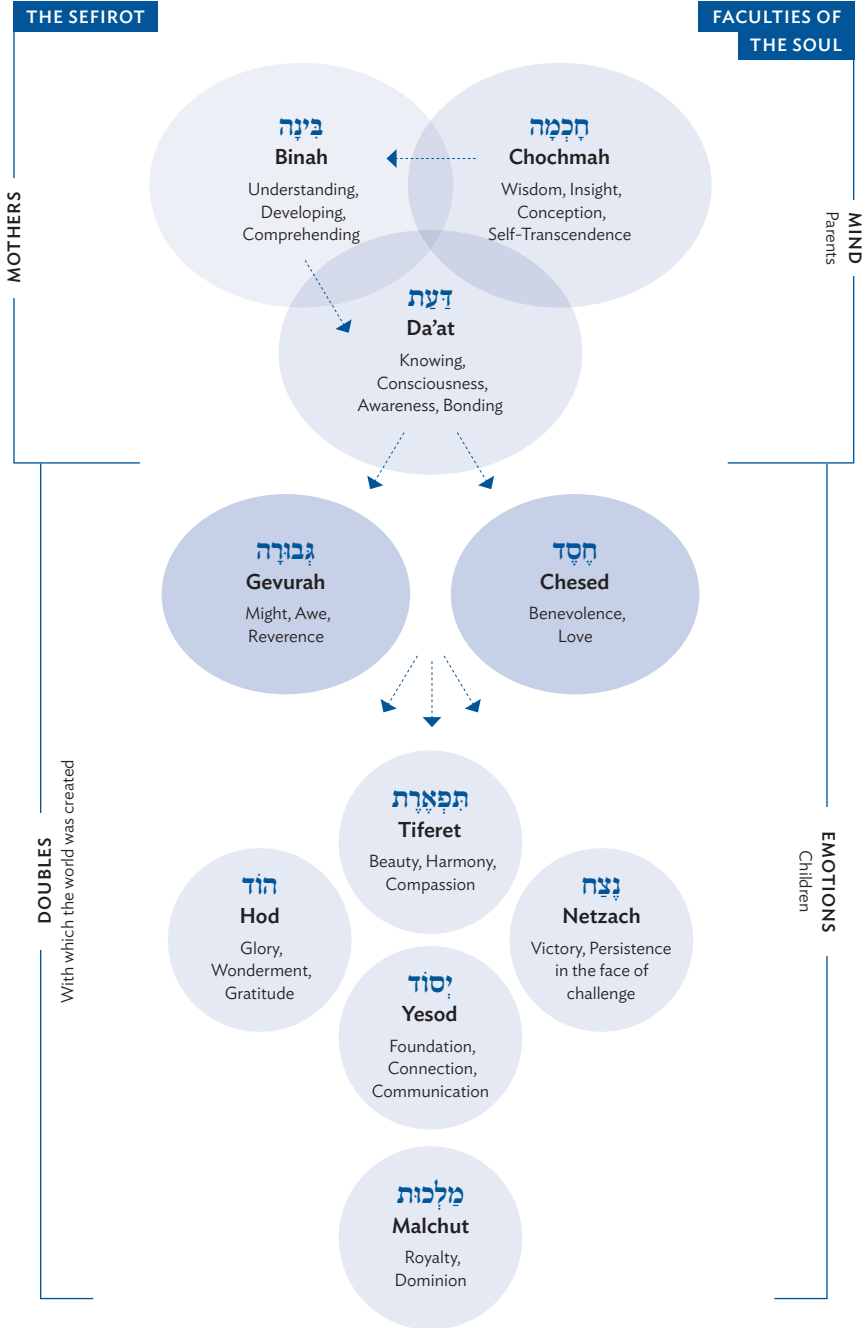 THE SEFIROT
FACULTIES OF
THE SOUL
MOTHERS
MIND
Parents
בִּינָה
Binah
Understanding,
Developing,
Comprehending
חָכְמָה
Chochmah
Wisdom, Insight,
Conception,
Self-Transcendence
דַּעַת
Da’at
Knowing,
Consciousness,
Awareness, Bonding
גְּבוּרָה
Gevurah
Might, Awe,
Reverence
חֶסֶד
Chesed
Benevolence,
Love
DOUBLES
With which the world was created
EMOTIONS
Children
תִּפְאֶרֶת
Tiferet
Beauty, Harmony,
Compassion
הוֹד
Hod
Glory,
Wonderment,
Gratitude
נֶצַח
Netzach
Victory, Persistence
in the face of
challenge
יְסוֹד
Yesod
Foundation,
Connection,
Communication
מַלְכוּת
Malchut
Royalty,
Dominion